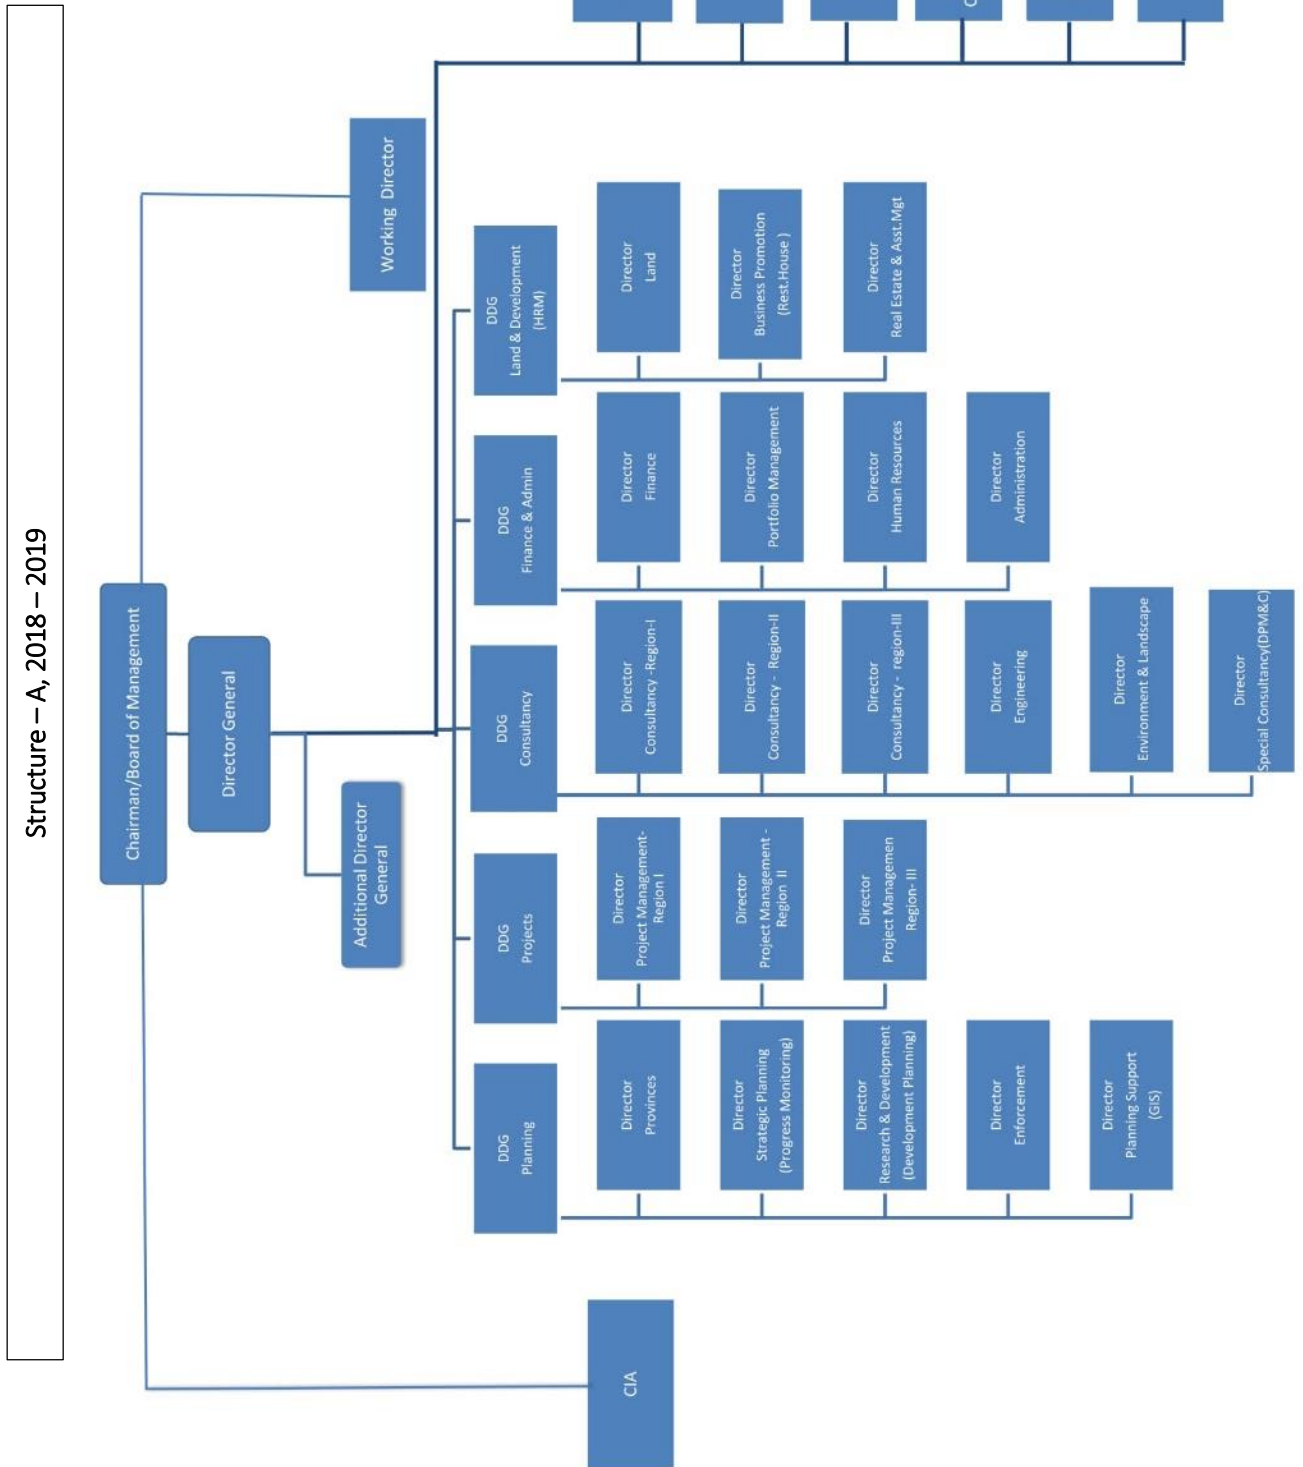 Structure – A, 2018 – 2019
Chairman/Board of Management
Director General
Additional Director
General
Working Director
CIA
DDG
Planning
Director
Provinces
Director
Strategic Planning
(Progress Monitoring)
Director
Research & Development
(Development Planning)
Director
Enforcement
Director
Planning Support
(GIS)
DDG
Projects
Director
Project Management-
Region I
Director
Project Management -
Region II
Director
Project Managemen
Region- III
DDG
Consultancy
Director
Consultancy -Region-I
Director
Consultancy - Region-II
Director
Consultancy - region-III
Director
Engineering
Director
Environment & Landscape
Director
Special Consultancy(DPM&C)
DDG
Finance & Admin
Director
Finance
Director
Portfolio Management
Director
Human Resources
Director
Administration
DDG
Land & Development
(HRM)
Director
Land
Director
Business Promotion
(Rest.House )
Director
Real Estate & Asst.Mgt